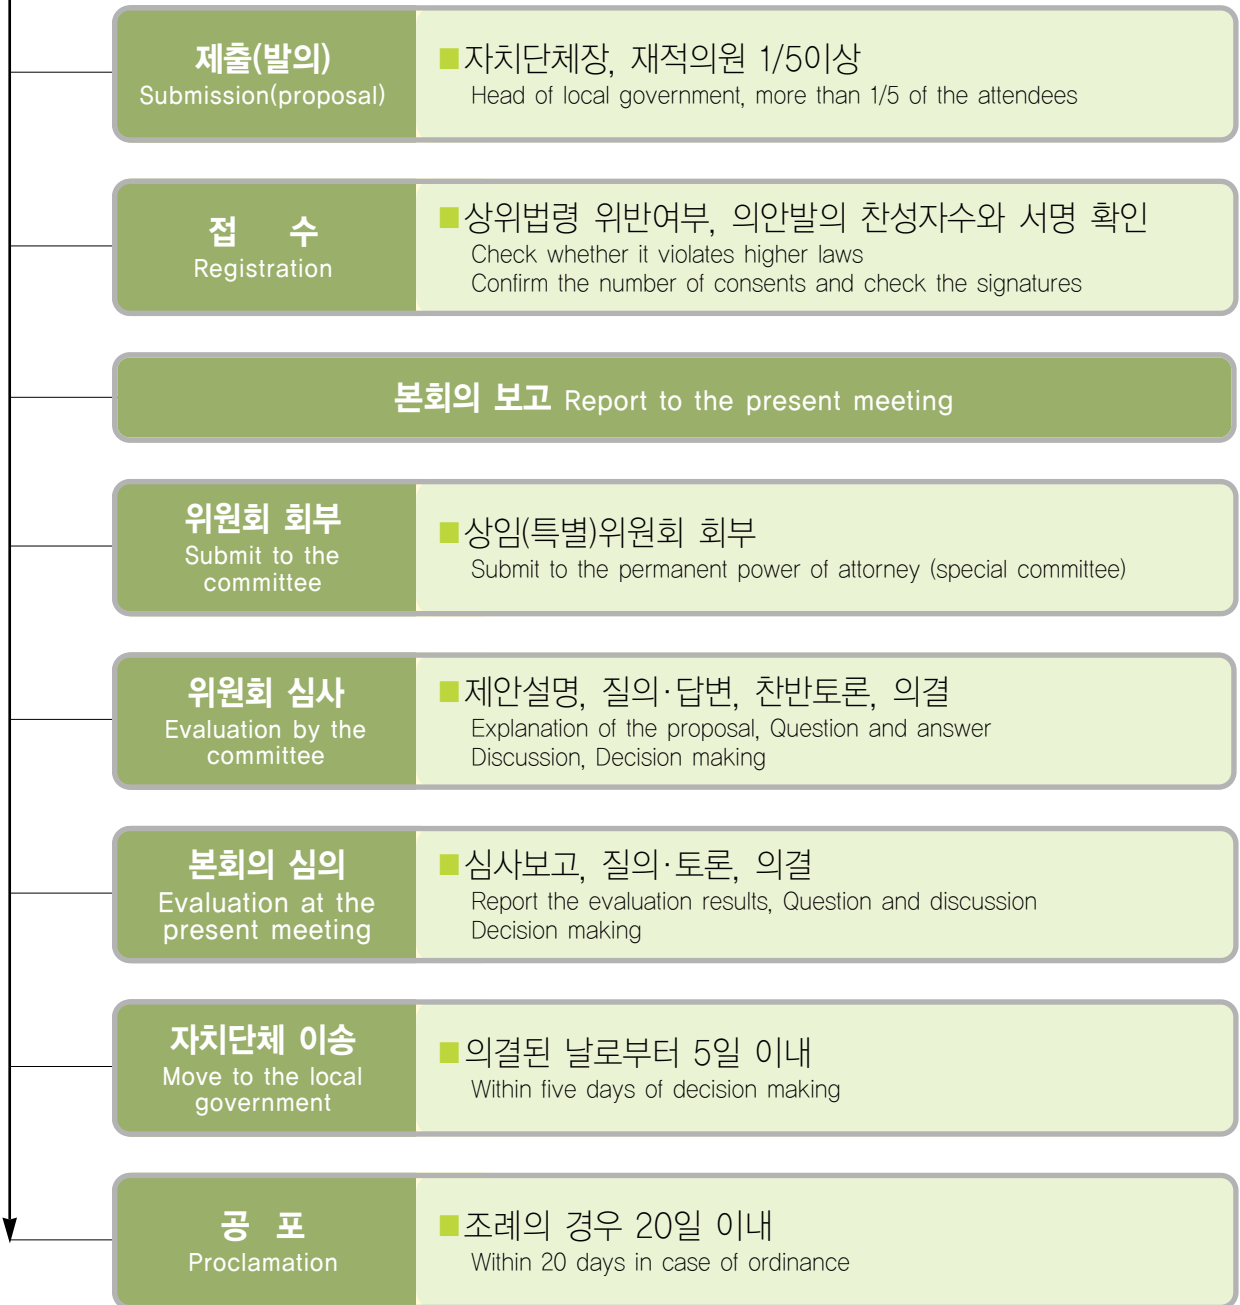 제출(발의)
Submission(proposal)
■자치단체장, 재적의원 1/5이상
Head of local government, more than 1/5 of the attendees
접 수
Registration
■상위법령 위반여부, 의안발의 찬성자수와 서명 확인
Check whether it violates higher laws
Confirm the number of consents and check the signatures
본회의 보고 Report to the present meeting
위원회 회부
Submit to the
committee
■상임(특별)위원회 회부
Submit to the permanent power of attorney (special committee)
위원회 심사
Evaluation by the
committee
■제안설명, 질의·답변, 찬반토론, 의결
Explanation of the proposal, Question and answer
Discussion, Decision making
본회의 심의
Evaluation at the
present meeting
■심사보고, 질의·토론, 의결
Report the evaluation results, Question and discussion
Decision making
자치단체 이송
Move to the local
government
■의결된 날로부터 5일 이내
Within five days of decision making
공 포
Proclamation
■조례의 경우 20일 이내
Within 20 days in case of ordinance